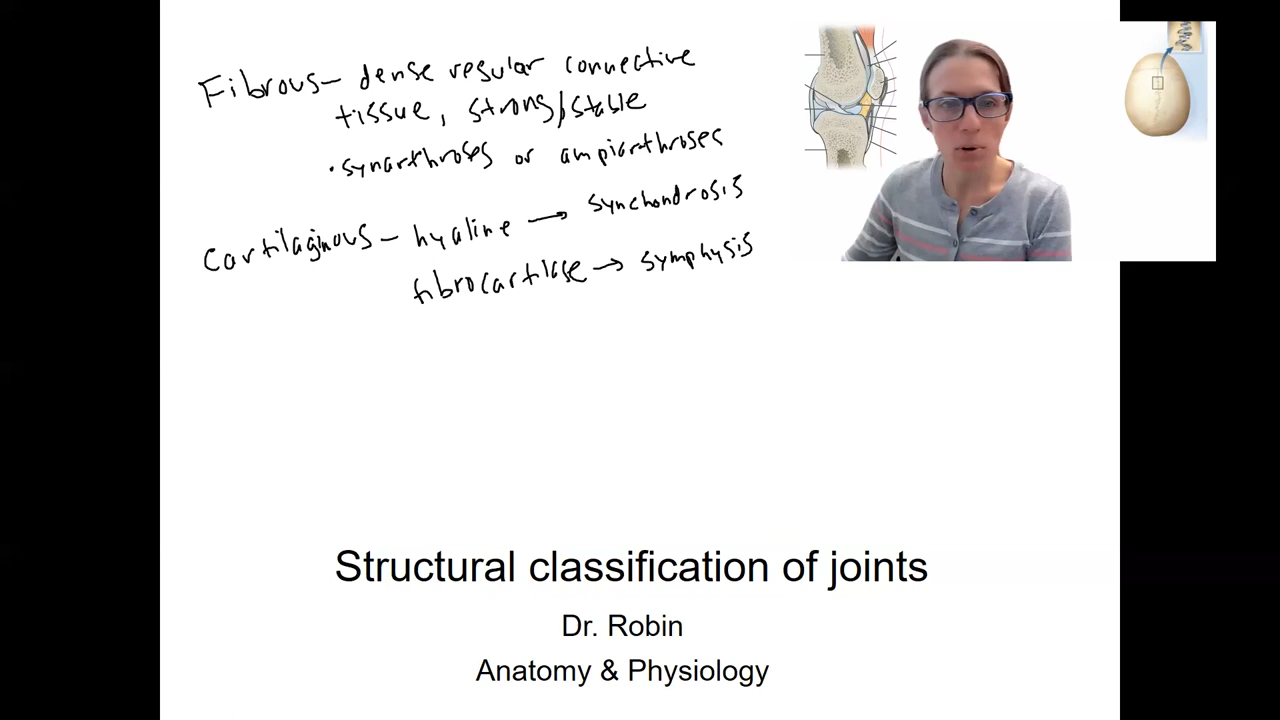 Fibrous – dense regular connective
tissue, strong/stable
• synarthroses or ampiarthroses
Cartilaginous – hyaline → synchondrosis
fibrocartilage → symphysis
Structural classification of joints
Dr. Robin
Anatomy & Physiology